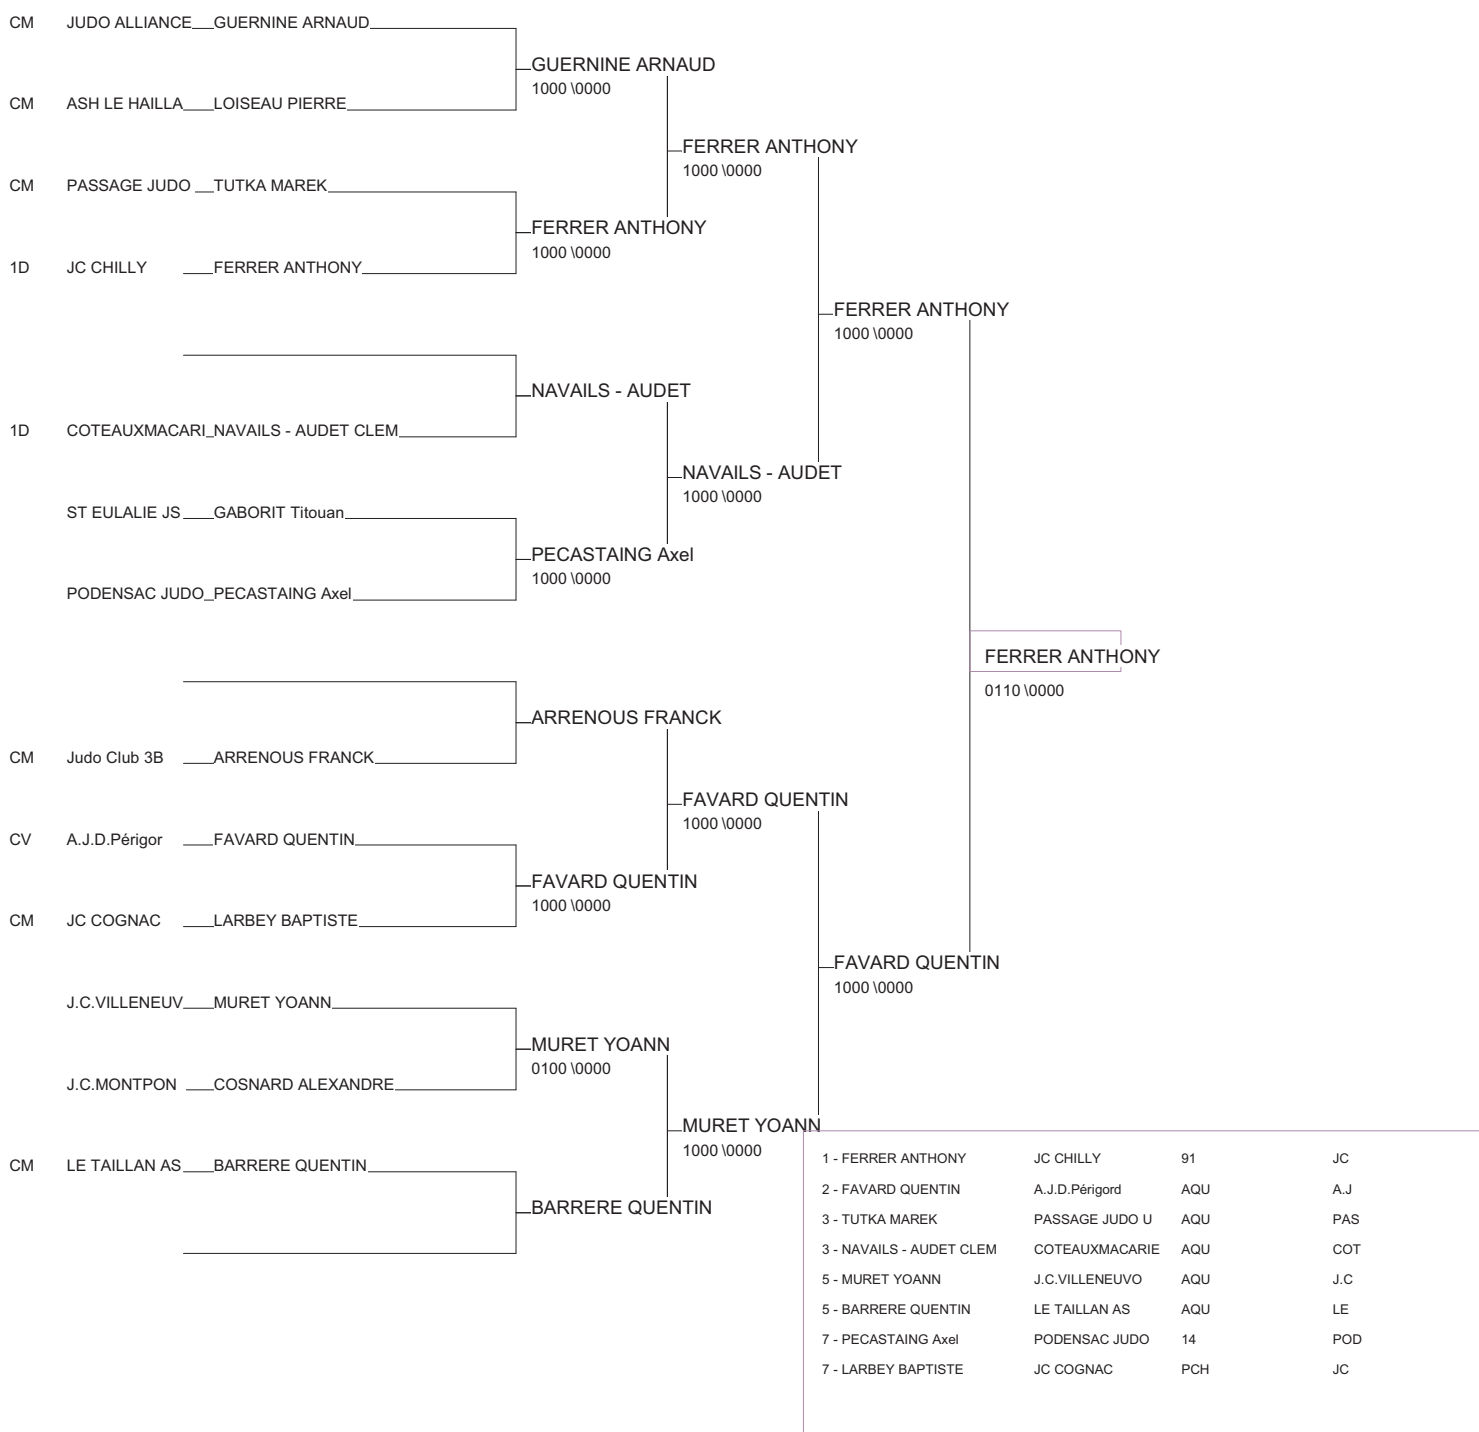 CM JUDO ALLIANCE GUERNINE ARNAUD
GUERNINE ARNAUD
1000 \0000
CM ASH LE HAILLA LOISEAU PIERRE
FERRER ANTHONY
1000 \0000
CM PASSAGE JUDO TUTKA MAREK
FERRER ANTHONY
1000 \0000
1D JC CHILLY FERRER ANTHONY
FERRER ANTHONY
1000 \0000
NAVAILS - AUDET
1D COTEAUXMACARI NAVAILS - AUDET CLEM
NAVAILS - AUDET
1000 \0000
ST EULALIE JS GABORIT Titouan
PECASTAING Axel
1000 \0000
PODENSAC JUDO PECASTAING Axel
FERRER ANTHONY
0110 \0000
ARRENOUS FRANCK
CM Judo Club 3B ARRENOUS FRANCK
FAVARD QUENTIN
1000 \0000
CV A.J.D.Périgor FAVARD QUENTIN
FAVARD QUENTIN
1000 \0000
CM JC COGNAC LARBEY BAPTISTE
FAVARD QUENTIN
1000 \0000
J.C.VILLENEUV MURET YOANN
MURET YOANN
0100 \0000
J.C.MONTPON COSNARD ALEXANDRE
MURET YOANN
1000 \0000
CM LE TAILLAN AS BARRERE QUENTIN
BARRERE QUENTIN
1 - FERRER ANTHONY JC CHILLY 91 JC
2 - FAVARD QUENTIN A.J.D.Périgord AQU A.J
3 - TUTKA MAREK PASSAGE JUDO U AQU PAS
3 - NAVAILS - AUDET CLEM COTEAUXMACARIE AQU COT
5 - MURET YOANN J.C.VILLENEUVO AQU J.C
5 - BARRERE QUENTIN LE TAILLAN AS AQU LE
7 - PECASTAING Axel PODENSAC JUDO 14 POD
7 - LARBEY BAPTISTE JC COGNAC PCH JC